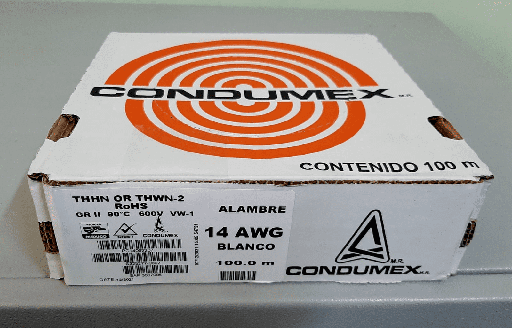 CONDUMEX M.R.
CONTENIDO 100 m
THHN OR THWN-2
RoHS
GR II 90°C 600V VW-1
ALAMBRE
14 AWG
BLANCO
100.0 m
CONDUMEX M.R.